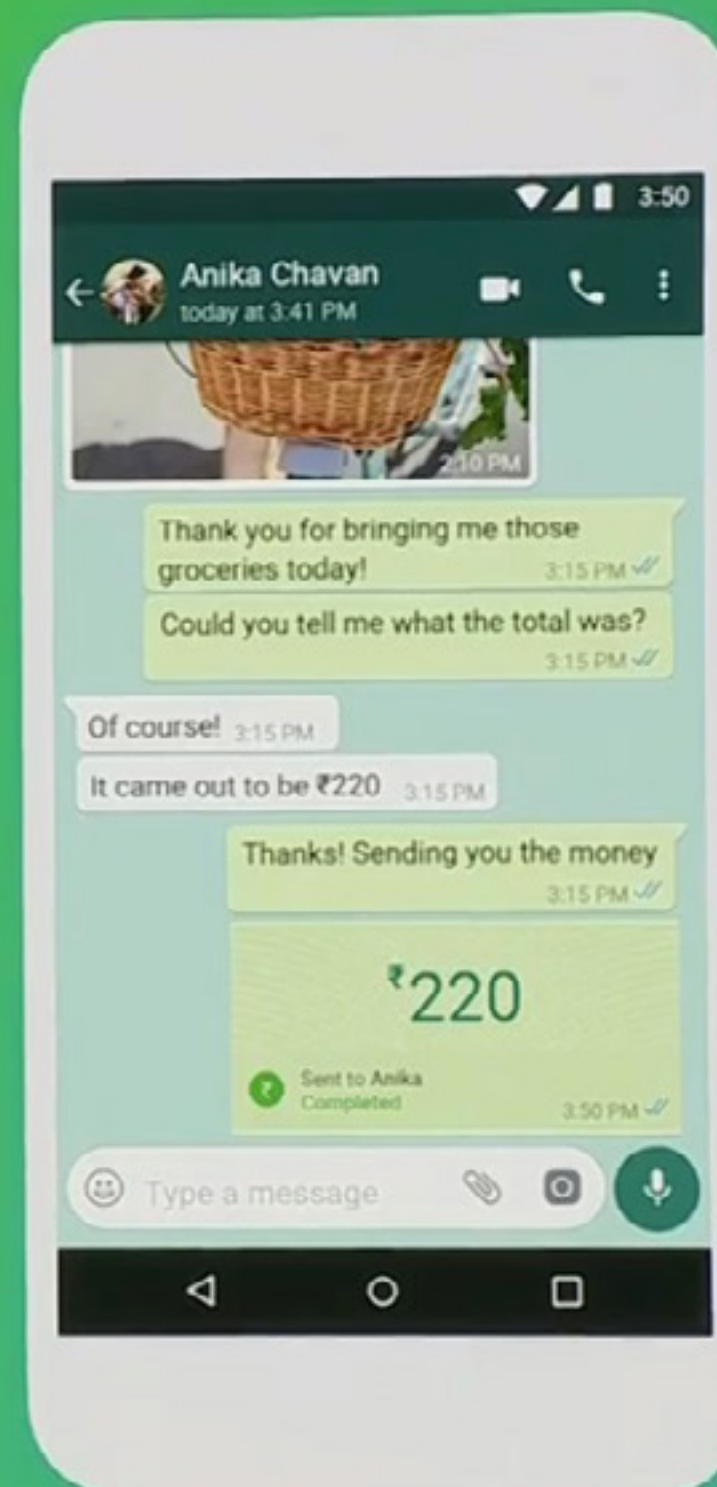 3:50
Anika Chavan
today at 3:41 PM
2:10 PM
Thank you for bringing me those
groceries today! 3:15 PM
Could you tell me what the total was?
3:15 PM
Of course! 3:15 PM
It came out to be ₹220 3:15 PM
Thanks! Sending you the money
3:15 PM
₹220
₹ Sent to Anika
Completed 3:50 PM
Type a message